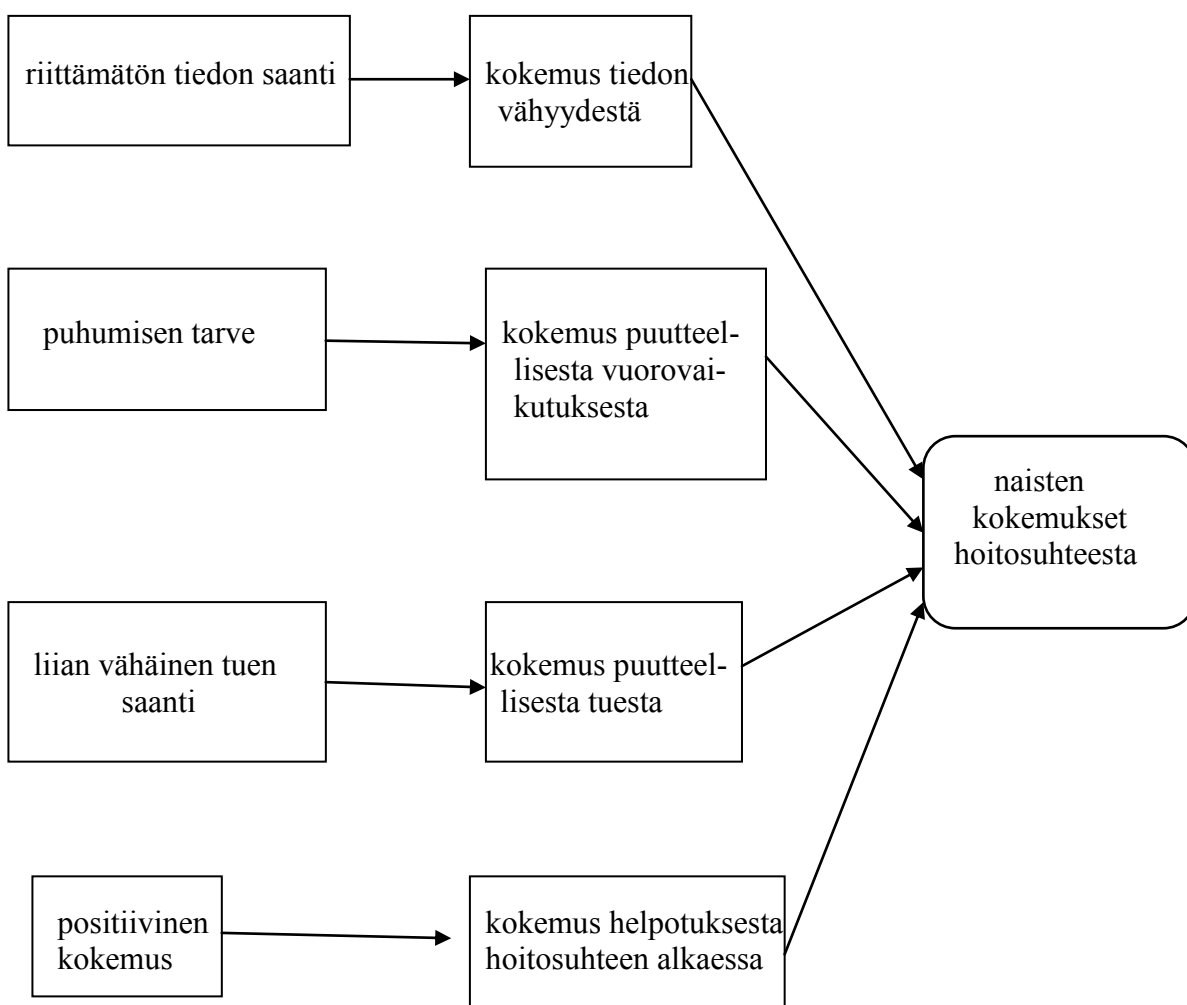 riittämätön tiedon saanti
kokemus tiedon
vähyydestä
puhumisen tarve
kokemus puutteel-
lisesta vuorovai-
kutuksesta
naisten
kokemukset
hoitosuhteesta
liian vähäinen tuen
saanti
kokemus puutteel-
lisesta tuesta
positiivinen
kokemus
kokemus helpotuksesta
hoitosuhteen alkaessa